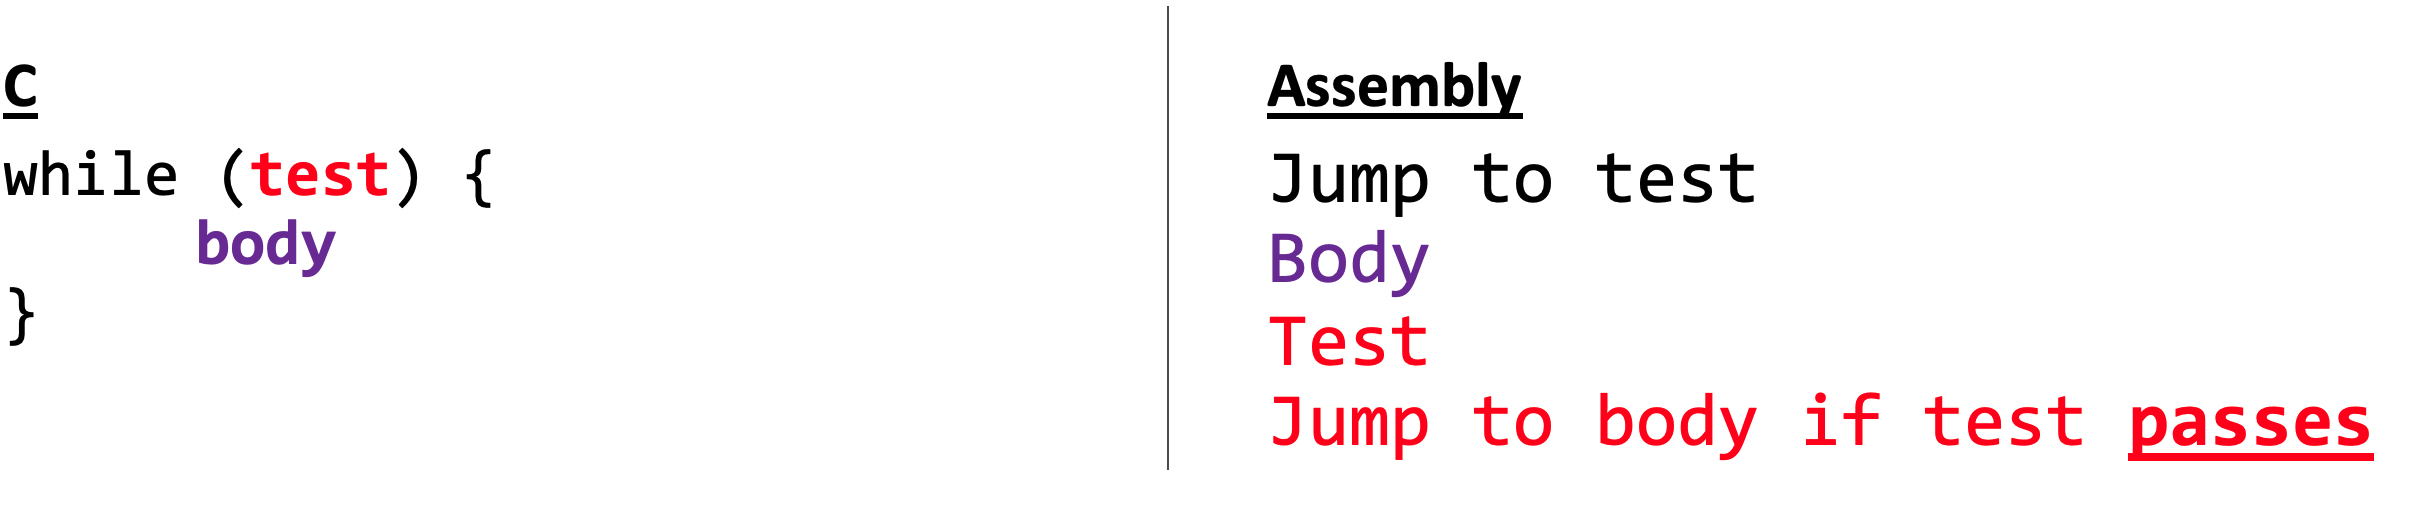 C
while (test) {
body
}
Assembly
Jump to test
Body
Test
Jump to body if test passes